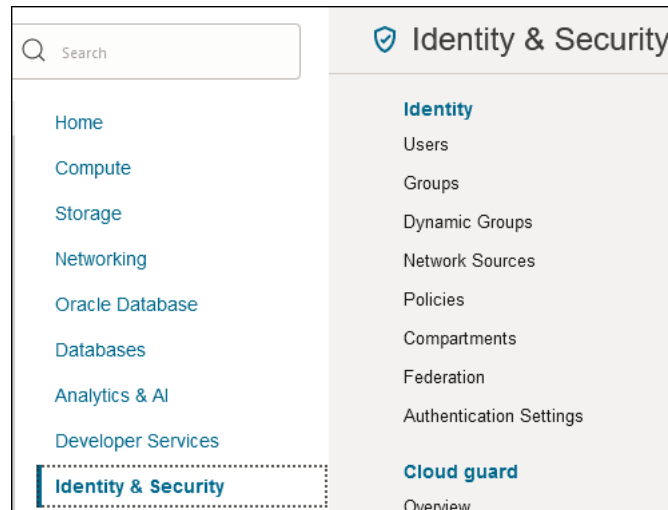 Search
Home
Compute
Storage
Networking
Oracle Database
Databases
Analytics & AI
Developer Services
Identity & Security
Identity & Security
Identity
Users
Groups
Dynamic Groups
Network Sources
Policies
Compartments
Federation
Authentication Settings
Cloud guard
Overview